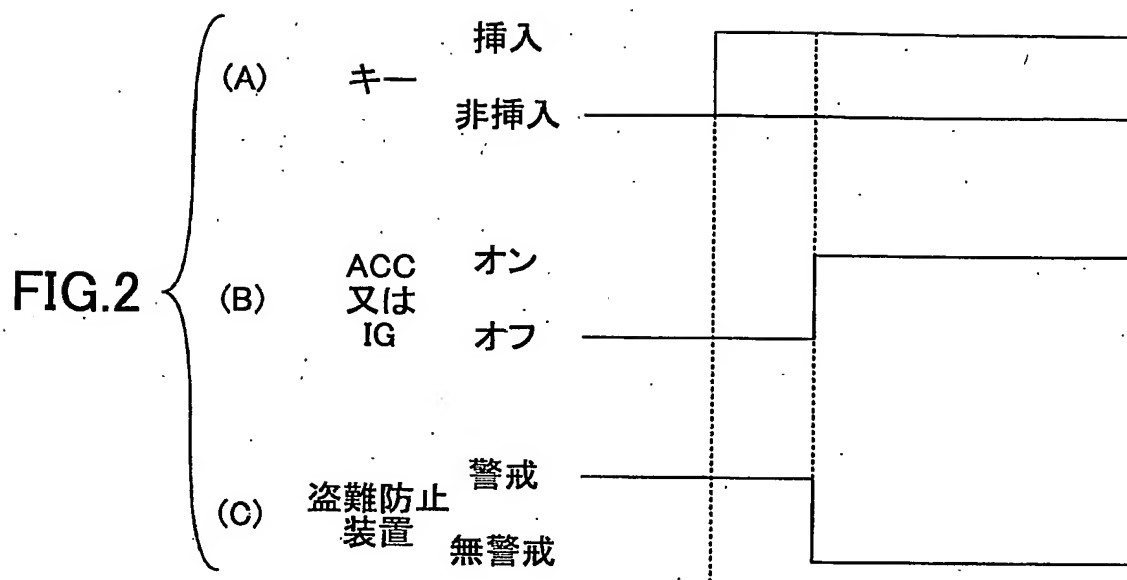 FIG.2
(A)
キー
挿入
非挿入
(B)
ACC
又は
IG
オン
オフ
(C)
盗難防止
装置
警戒
無警戒